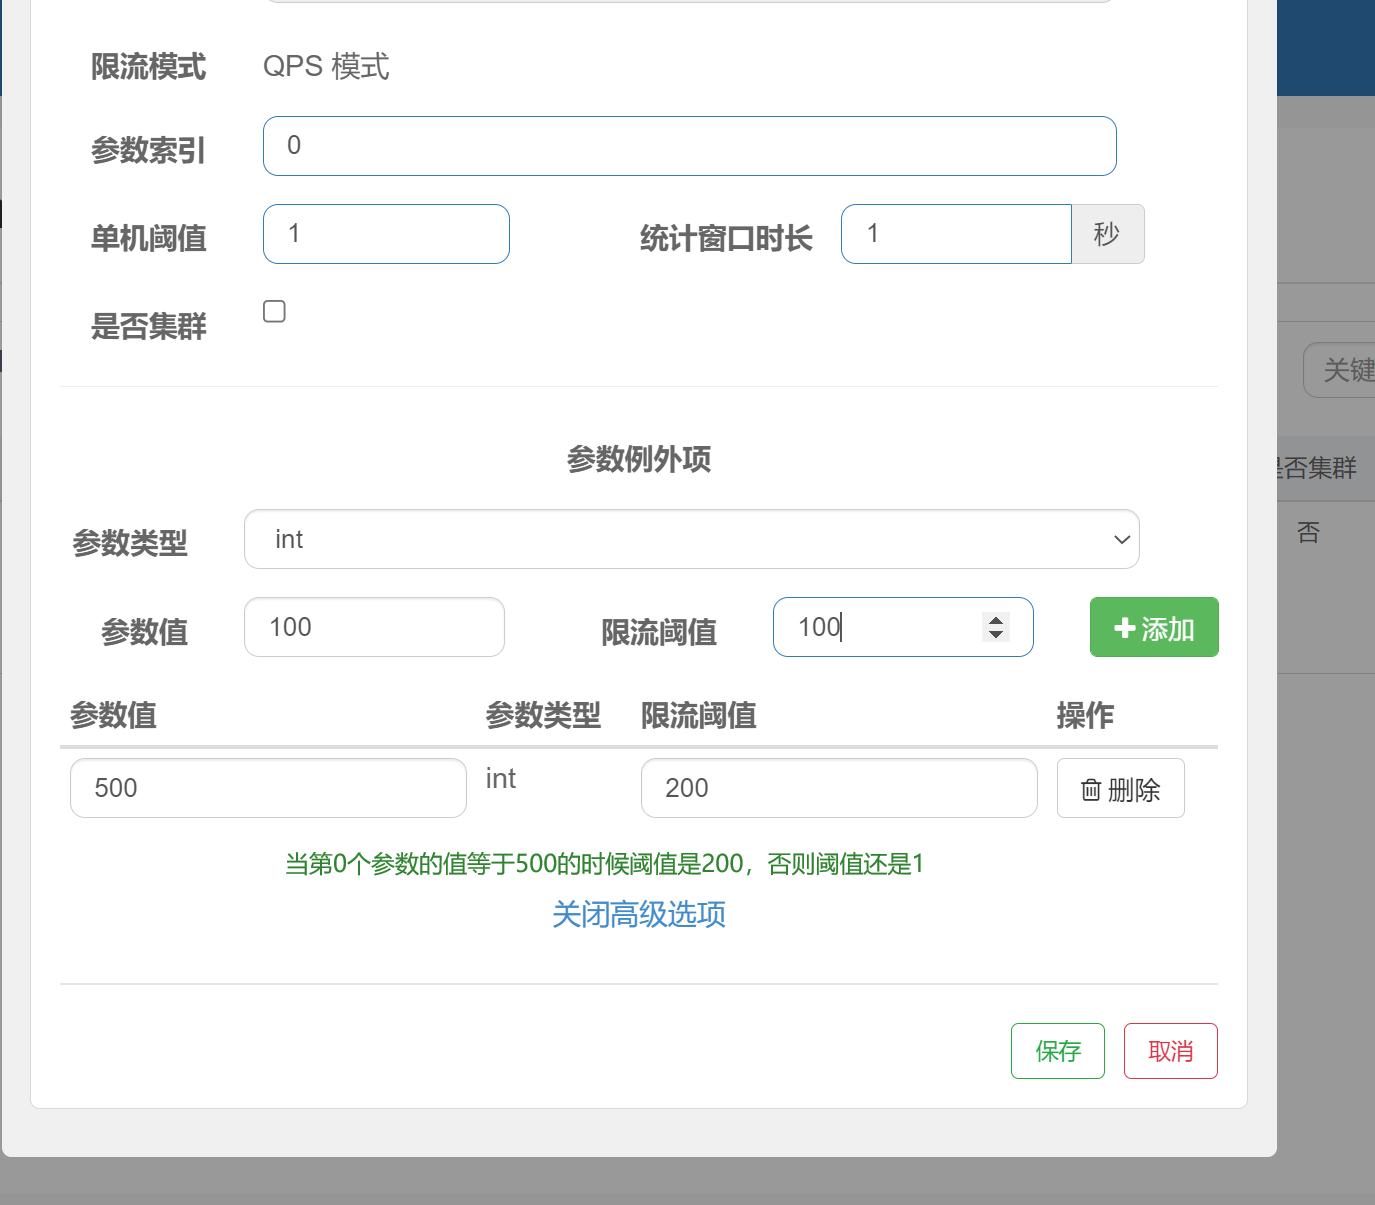 限流模式 QPS 模式
参数索引 0
单机阈值 1 统计窗口时长 1 秒
是否集群
关键
参数例外项
是否集群
参数类型 int
否
参数值 100 限流阈值 100 添加
参数值 参数类型 限流阈值 操作
500 int 200 删除
当第0个参数的值等于500的时候阈值是200，否则阈值还是1
关闭高级选项
保存 取消